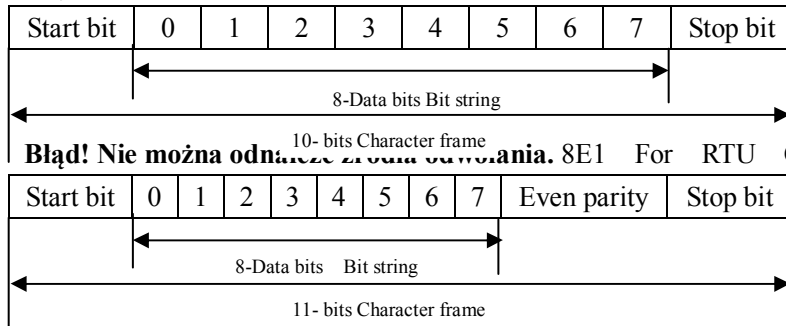 Start bit 0 1 2 3 4 5 6 7 Stop bit
8-Data bits Bit string
10- bits Character frame
Błąd! Nie można odnaleźć źródła odwołania. 8E1 For RTU
Start bit 0 1 2 3 4 5 6 7 Even parity Stop bit
8-Data bits Bit string
11- bits Character frame